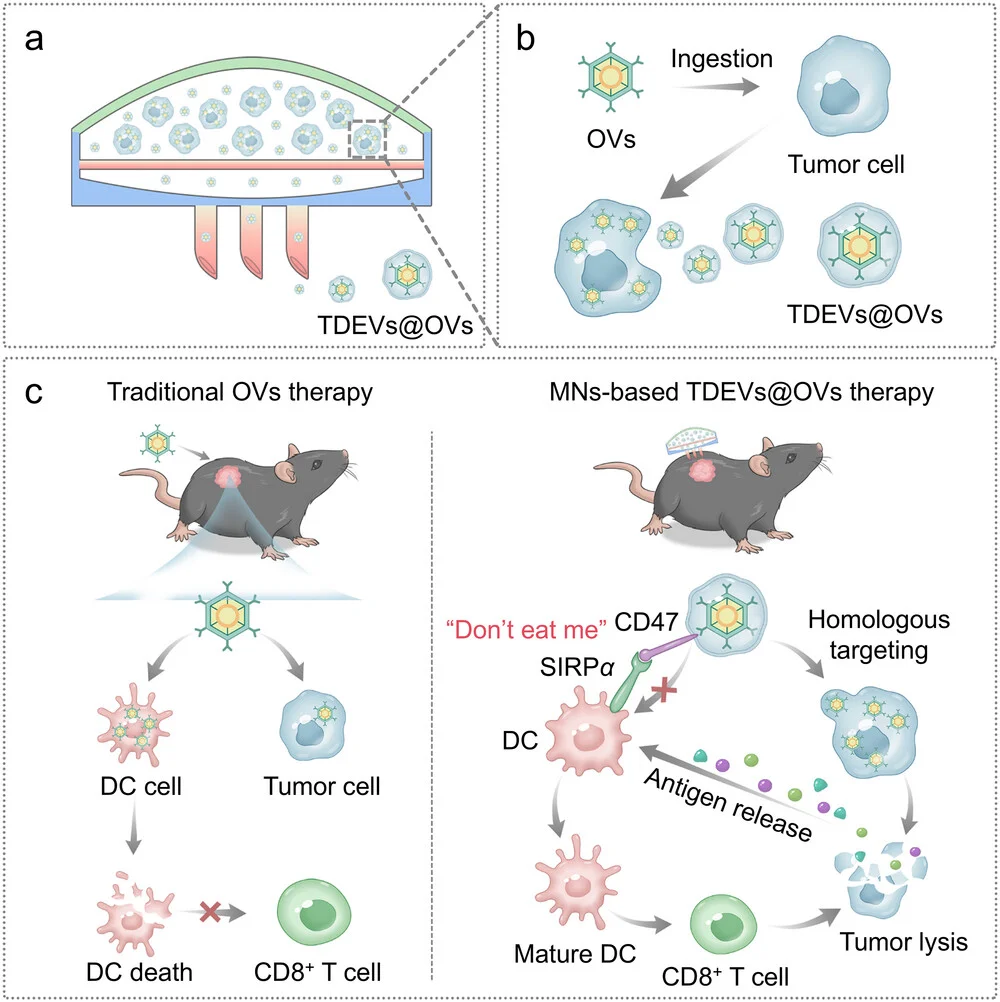 a
TDEVs@OVs
b
Ingestion
OVs
Tumor cell
TDEVs@OVs
c
Traditional OVs therapy
DC cell
Tumor cell
DC death
CD8⁺ T cell
MNs-based TDEVs@OVs therapy
“Don’t eat me” CD47
SIRPα
Homologous
targeting
DC
Antigen release
Mature DC
CD8⁺ T cell
Tumor lysis